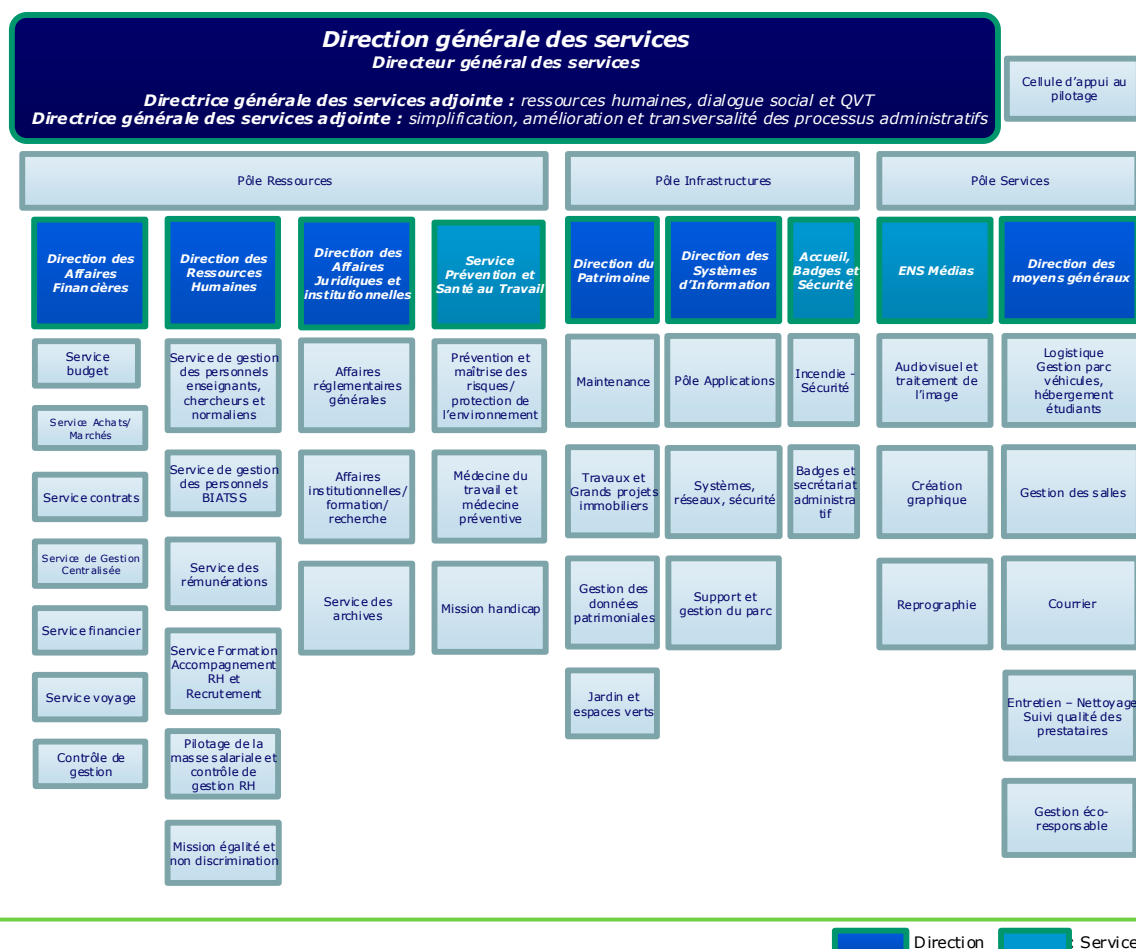 Direction générale des services
Directeur général des services
Directrice générale des services adjointe : ressources humaines, dialogue social et QVT
Directrice générale des services adjointe : simplification, amélioration et transversalité des processus administratifs
Cellule d'appui au
pilotage
Pôle Ressources
Pôle Infrastructures
Pôle Services
Direction des
Affaires
Financières
Direction des
Ressources
Humaines
Direction des
Affaires
Juridiques et
institutionnelles
Service
Prévention et
Santé au Travail
Direction du
Patrimoine
Direction des
Systèmes
d'Information
Accueil,
Badges et
Sécurité
ENS Médias
Direction des
moyens généraux
Service
budget
Service Achats/
Marchés
Service contrats
Service de Gestion
Centralisée
Service financier
Service voyage
Contrôle de
gestion
Service de gestion
des personnels
enseignants,
chercheurs et
normaliens
Service de gestion
des personnels
BIATSS
Service des
rémunérations
Service Formation
Accompagnement
RH et
Recrutement
Pilotage de la
masse salariale et
contrôle de
gestion RH
Mission égalité et
non discrimination
Affaires
réglementaires
générales
Affaires
institutionnelles/
formation/
recherche
Service des
archives
Prévention et
maîtrise des
risques/
protection de
l'environnement
Médecine du
travail et
médecine
préventive
Mission handicap
Maintenance
Travaux et
Grands projets
immobiliers
Gestion des
données
patrimoniales
Jardin et
espaces verts
Pôle Applications
Systèmes,
réseaux, sécurité
Support et
gestion du parc
Incendie -
Sécurité
Badges et
secrétariat
administra
tif
Audiovisuel et
traitement de
l'image
Création
graphique
Reprographie
Logistique
Gestion parc
véhicules,
hébergement
étudiants
Gestion des salles
Courrier
Entretien – Nettoyage
Suivi qualité des
prestataires
Gestion éco-
responsable
Direction
: Service